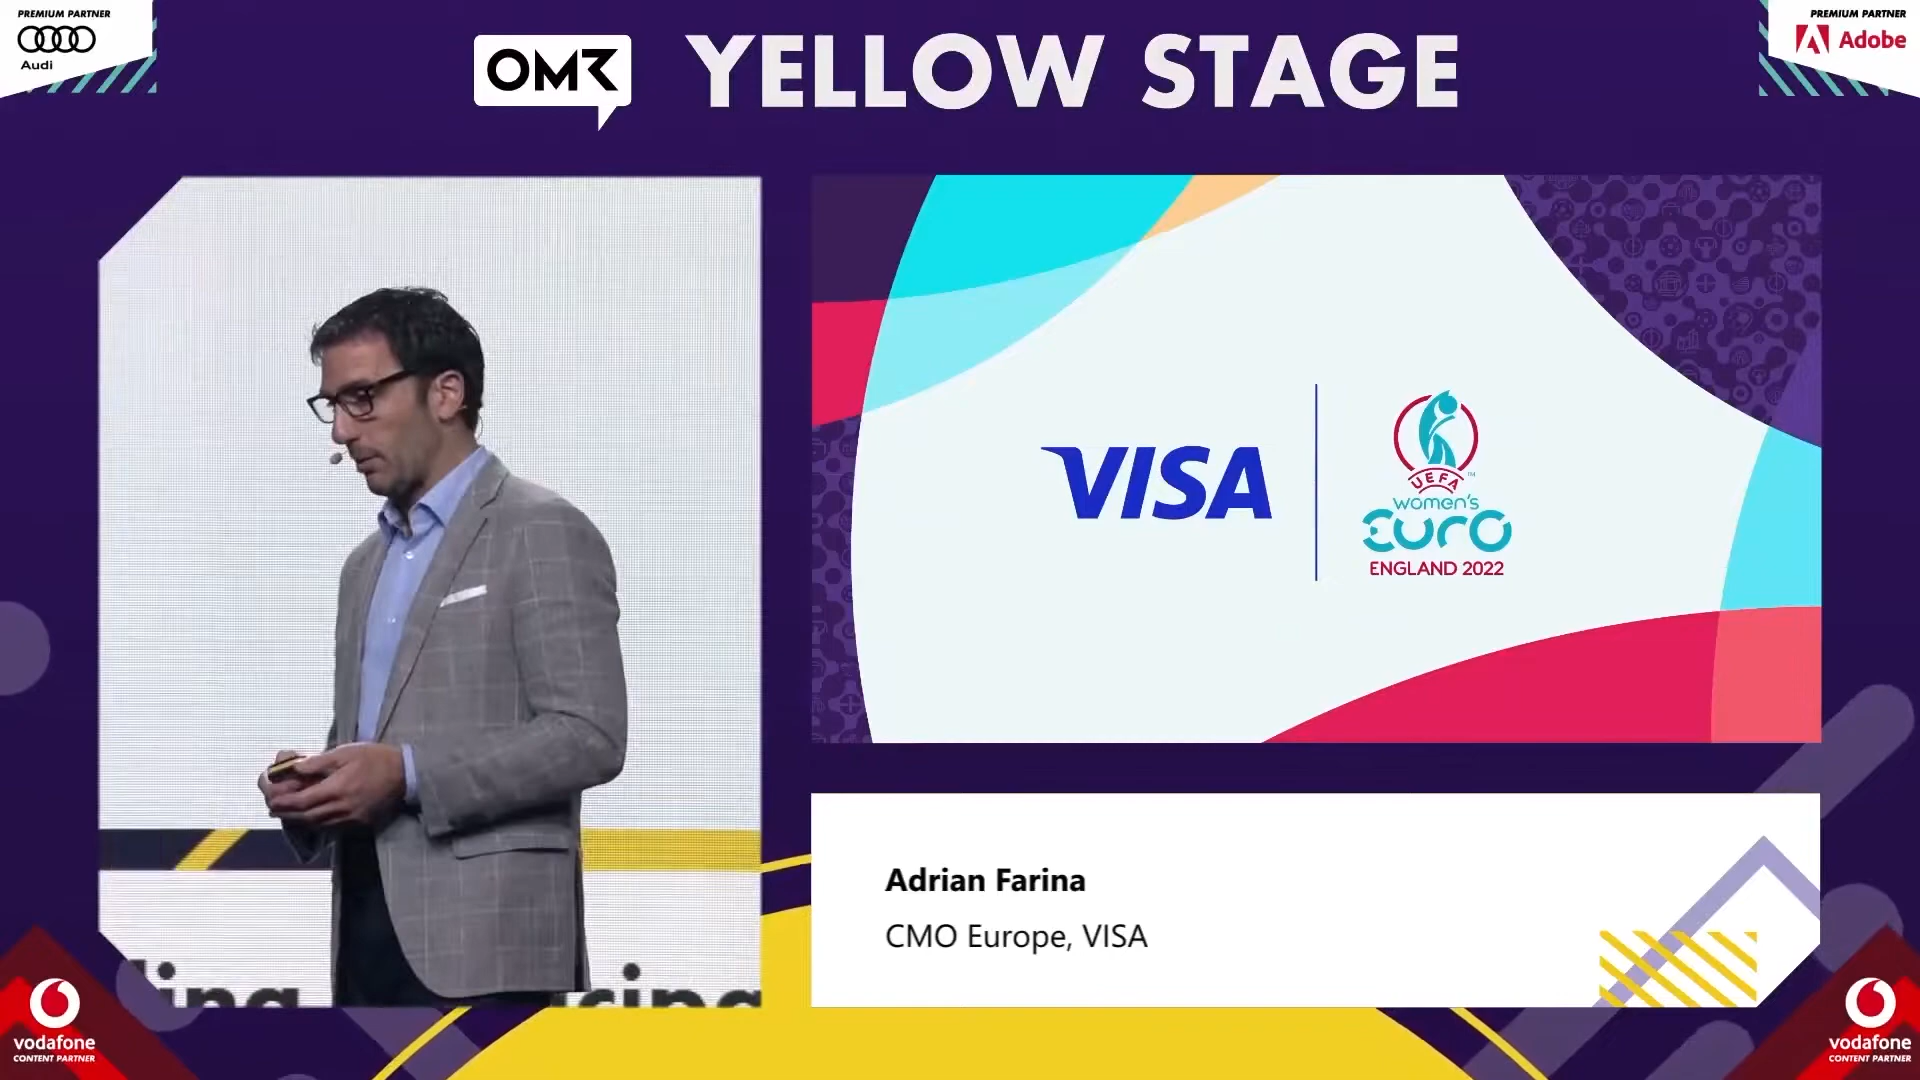 PREMIUM PARTNER
Audi
OMR YELLOW STAGE
PREMIUM PARTNER
Adobe
VISA
UEFA
women's
EURO
ENGLAND 2022
Adrian Farina
CMO Europe, VISA
vodafone
CONTENT PARTNER
vodafone
CONTENT PARTNER